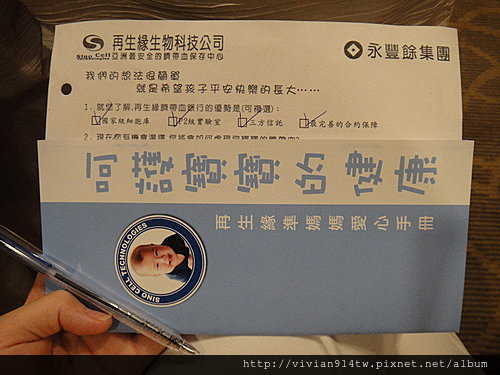 再生緣生物科技公司
Sino Cell 亞洲最安全的臍帶血保存中心
永豐餘集團
我們的想法很簡單
就是希望孩子平安快樂的長大……
1. 就您了解,再生緣臍帶血銀行的優勢是(可複選):
國家級細胞庫 P2級實驗室 三方信託 最完善的合約保障
呵護寶寶的健康
再生緣準媽媽愛心手冊
SINO CELL TECHNOLOGIES
http://vivian914tw.pixnet.net/album